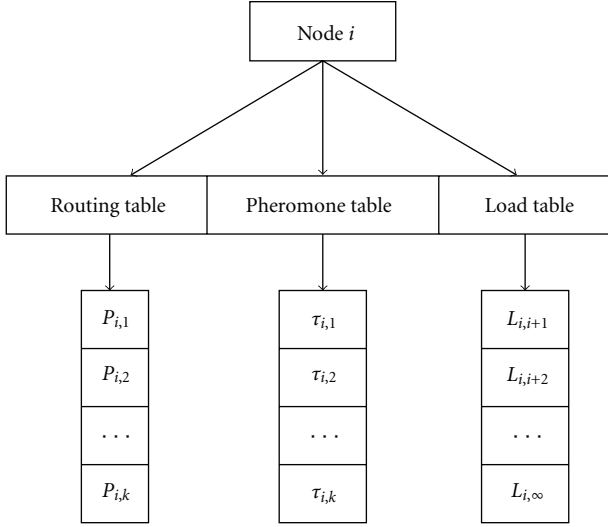 Node i
Routing table Pheromone table Load table
P_{i,1} τ_{i,1} L_{i,i+1}
P_{i,2} τ_{i,2} L_{i,i+2}
... ... ...
P_{i,k} τ_{i,k} L_{i,∞}